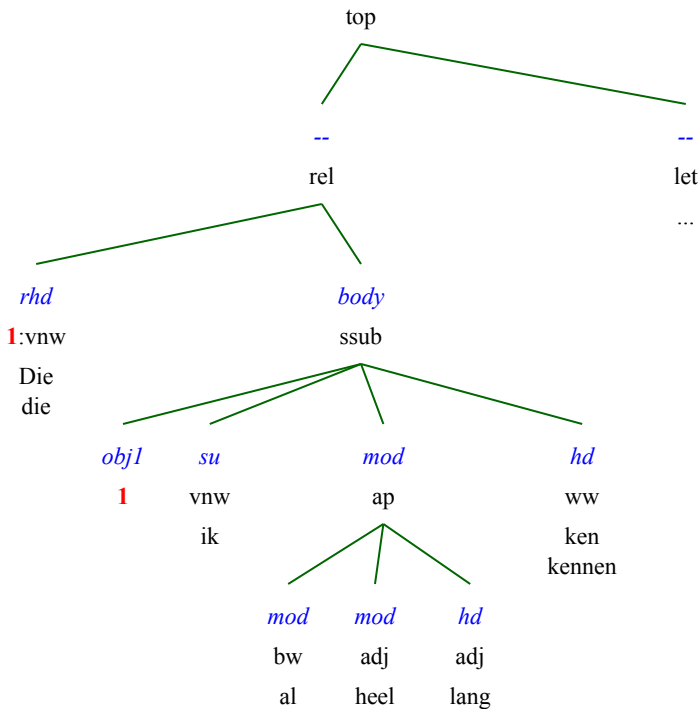 top
-- --
rel let
...
rhd body
1:vnw ssub
Die
die
obj1 su mod hd
1 vnw ap ww
ik ken
kennen
mod mod hd
bw adj adj
al heel lang